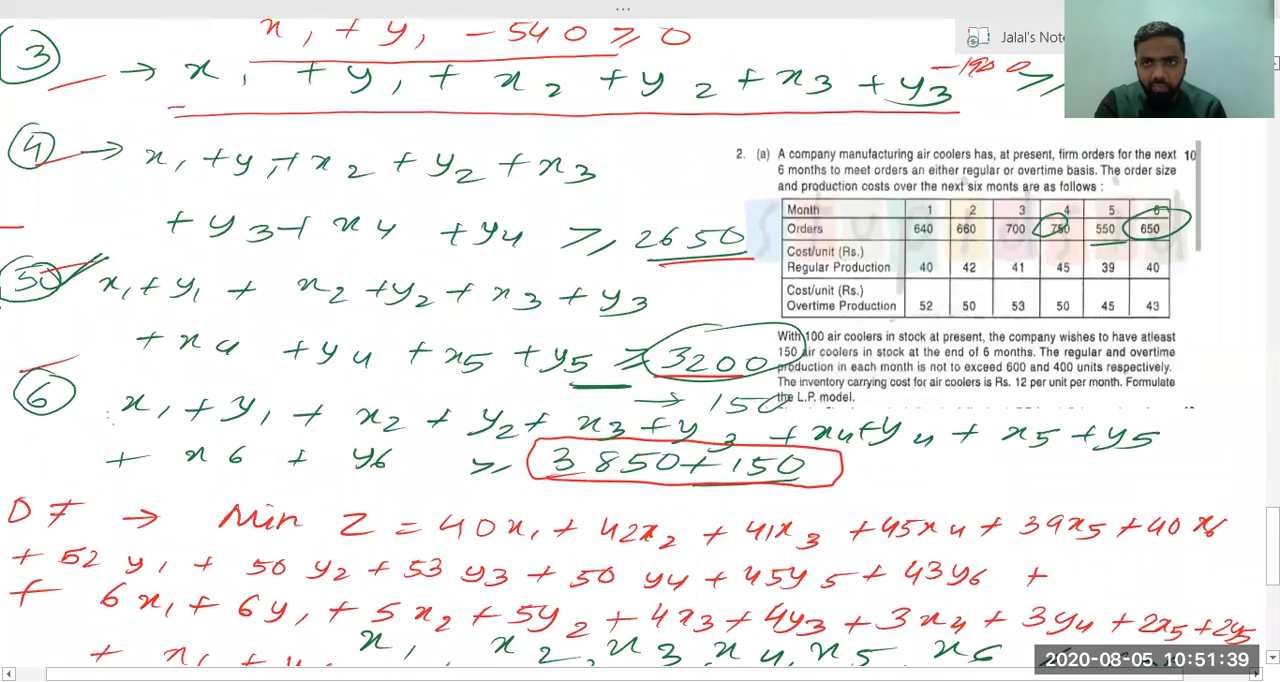 x1 + y1 - 540 ≥ 0
Jalal's Note
③ → x1 + y1 + x2 + y2 + x3 + y3 - 1900 ≥
④ → x1 + y1 + x2 + y2 + x3
+ y3 + x4 + y4 ≥ 2650
x1 + y1 + x2 + y2 + x3 + y3
+ x4 + y4 + x5 + y5 ≥ 3200
→ 150
⑥ x1 + y1 + x2 + y2 + x3 + y3 + x4 + y4 + x5 + y5
+ x6 + y6 ≥ 3850 + 150
OF → Min Z = 40x1 + 42x2 + 41x3 + 45x4 + 39x5 + 40x6
+ 52y1 + 50y2 + 53y3 + 50y4 + 45y5 + 43y6 +
+ 6x1 + 6y1 + 5x2 + 5y2 + 4x3 + 4y3 + 3x4 + 3y4 + 2x5 + 2y5
+ x1 +
x1, x2, x3, x4, x5, x6
2. (a) A company manufacturing air coolers has, at present, firm orders for the next 10
6 months to meet orders an either regular or overtime basis. The order size
and production costs over the next six monts are as follows :
Month 1 2 3 4 5 6
Orders 640 660 700 750 550 650
Cost/unit (Rs.)
Regular Production 40 42 41 45 39 40
Cost/unit (Rs.)
Overtime Production 52 50 53 50 45 43
With 100 air coolers in stock at present, the company wishes to have atleast
150 air coolers in stock at the end of 6 months. The regular and overtime
production in each month is not to exceed 600 and 400 units respectively.
The inventory carrying cost for air coolers is Rs. 12 per unit per month. Formulate
the L.P. model.
2020-08-05 10:51:39